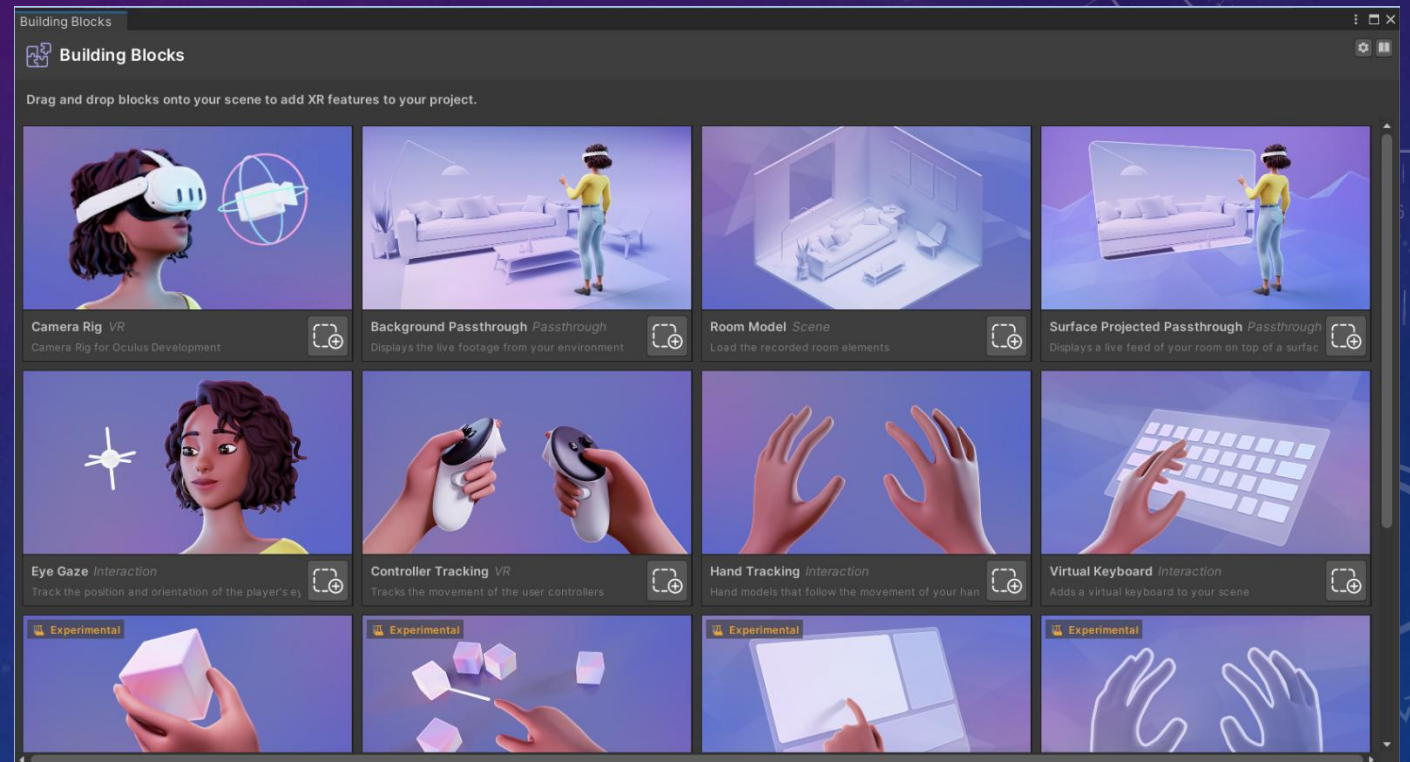 Building Blocks
Building Blocks
Drag and drop blocks onto your scene to add XR features to your project.
Camera Rig VR
Camera Rig for Oculus Development
Background Passthrough Passthrough
Displays the live footage from your environment
Room Model Scene
Load the recorded room elements
Surface Projected Passthrough Passthrough
Displays a live feed of your room on top of a surfac
Eye Gaze Interaction
Track the position and orientation of the player's ey
Controller Tracking VR
Tracks the movement of the user controllers
Hand Tracking Interaction
Hand models that follow the movement of your han
Virtual Keyboard Interaction
Adds a virtual keyboard to your scene
Experimental
Experimental
Experimental
Experimental